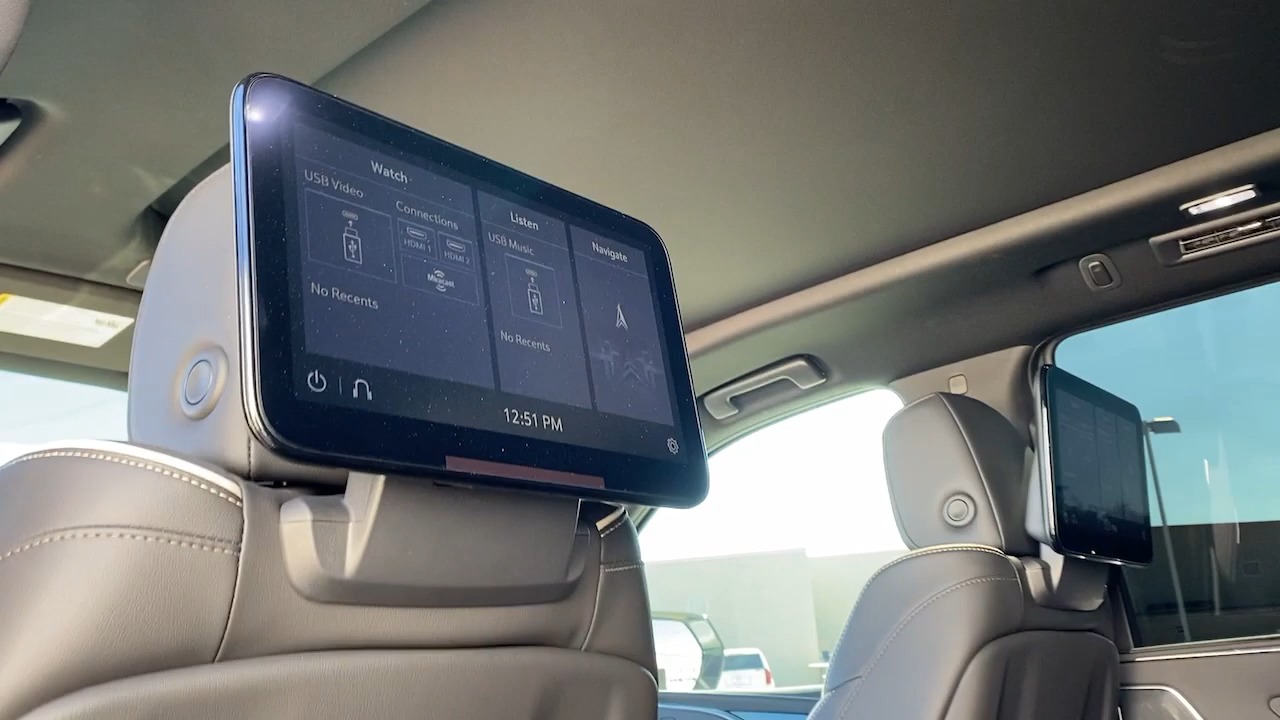 Watch
USB Video
Connections
HDMI 1
HDMI 2
Miracast
No Recents
Listen
USB Music
No Recents
Navigate
12:51 PM